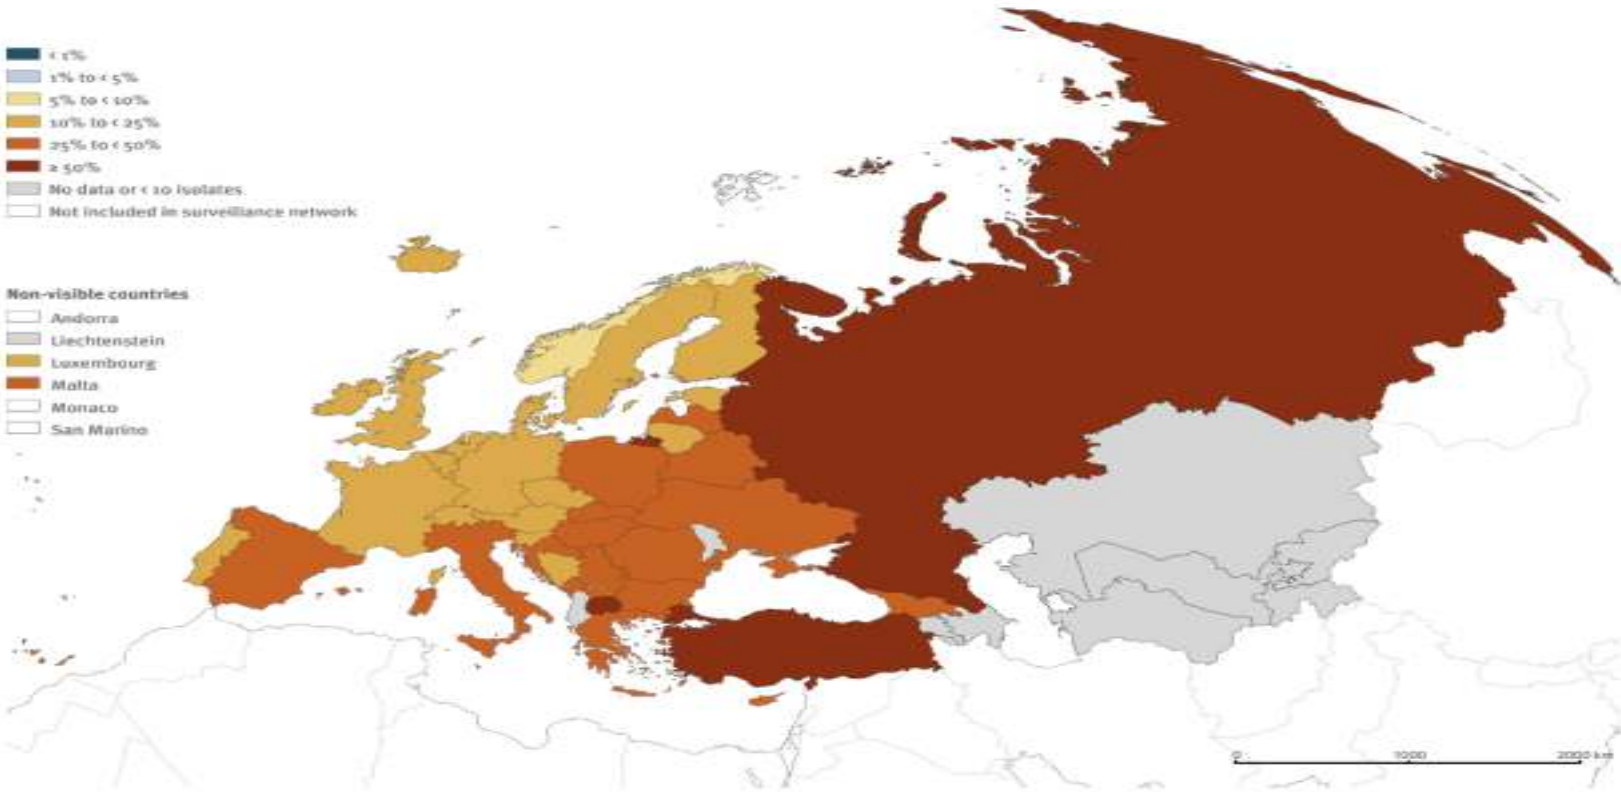 < 1%
1% to < 5%
5% to < 10%
10% to < 25%
25% to < 50%
≥ 50%
No data or < 10 isolates
Not included in surveillance network
Non-visible countries
Andorra
Liechtenstein
Luxembourg
Malta
Monaco
San Marino
0 1000 2000 km